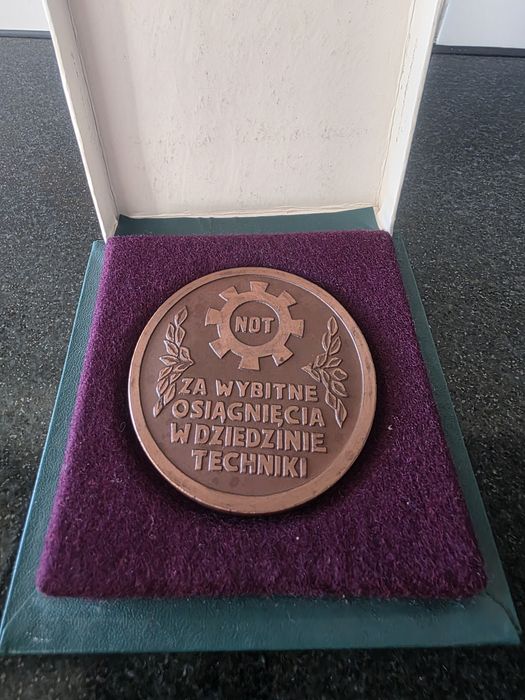 NOT
ZA WYBITNE
OSIĄGNIĘCIA
W DZIEDZINIE
TECHNIKI